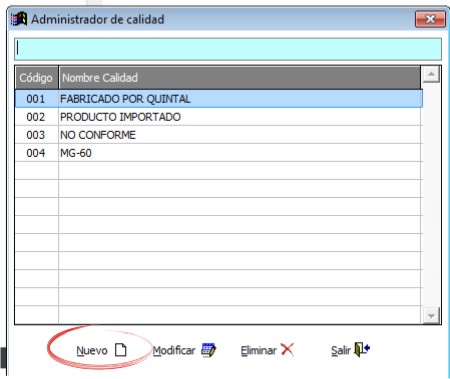 Administrador de calidad
Código Nombre Calidad
001 FABRICADO POR QUINTAL
002 PRODUCTO IMPORTADO
003 NO CONFORME
004 MG-60
Nuevo Modificar Eliminar Salir